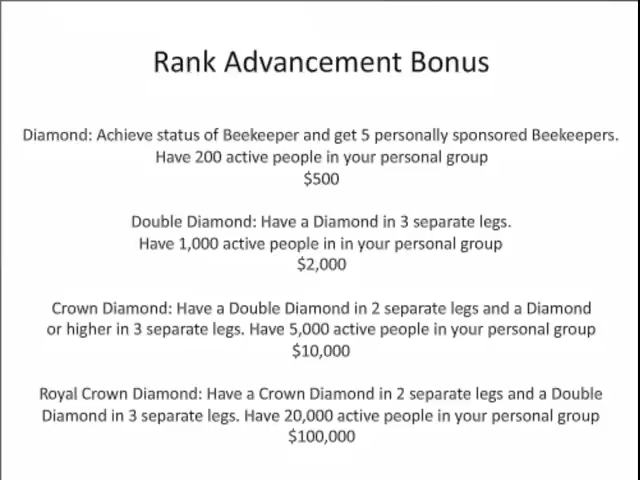 Rank Advancement Bonus
Diamond: Achieve status of Beekeeper and get 5 personally sponsored Beekeepers.
Have 200 active people in your personal group
$500
Double Diamond: Have a Diamond in 3 separate legs.
Have 1,000 active people in in your personal group
$2,000
Crown Diamond: Have a Double Diamond in 2 separate legs and a Diamond
or higher in 3 separate legs. Have 5,000 active people in your personal group
$10,000
Royal Crown Diamond: Have a Crown Diamond in 2 separate legs and a Double
Diamond in 3 separate legs. Have 20,000 active people in your personal group
$100,000